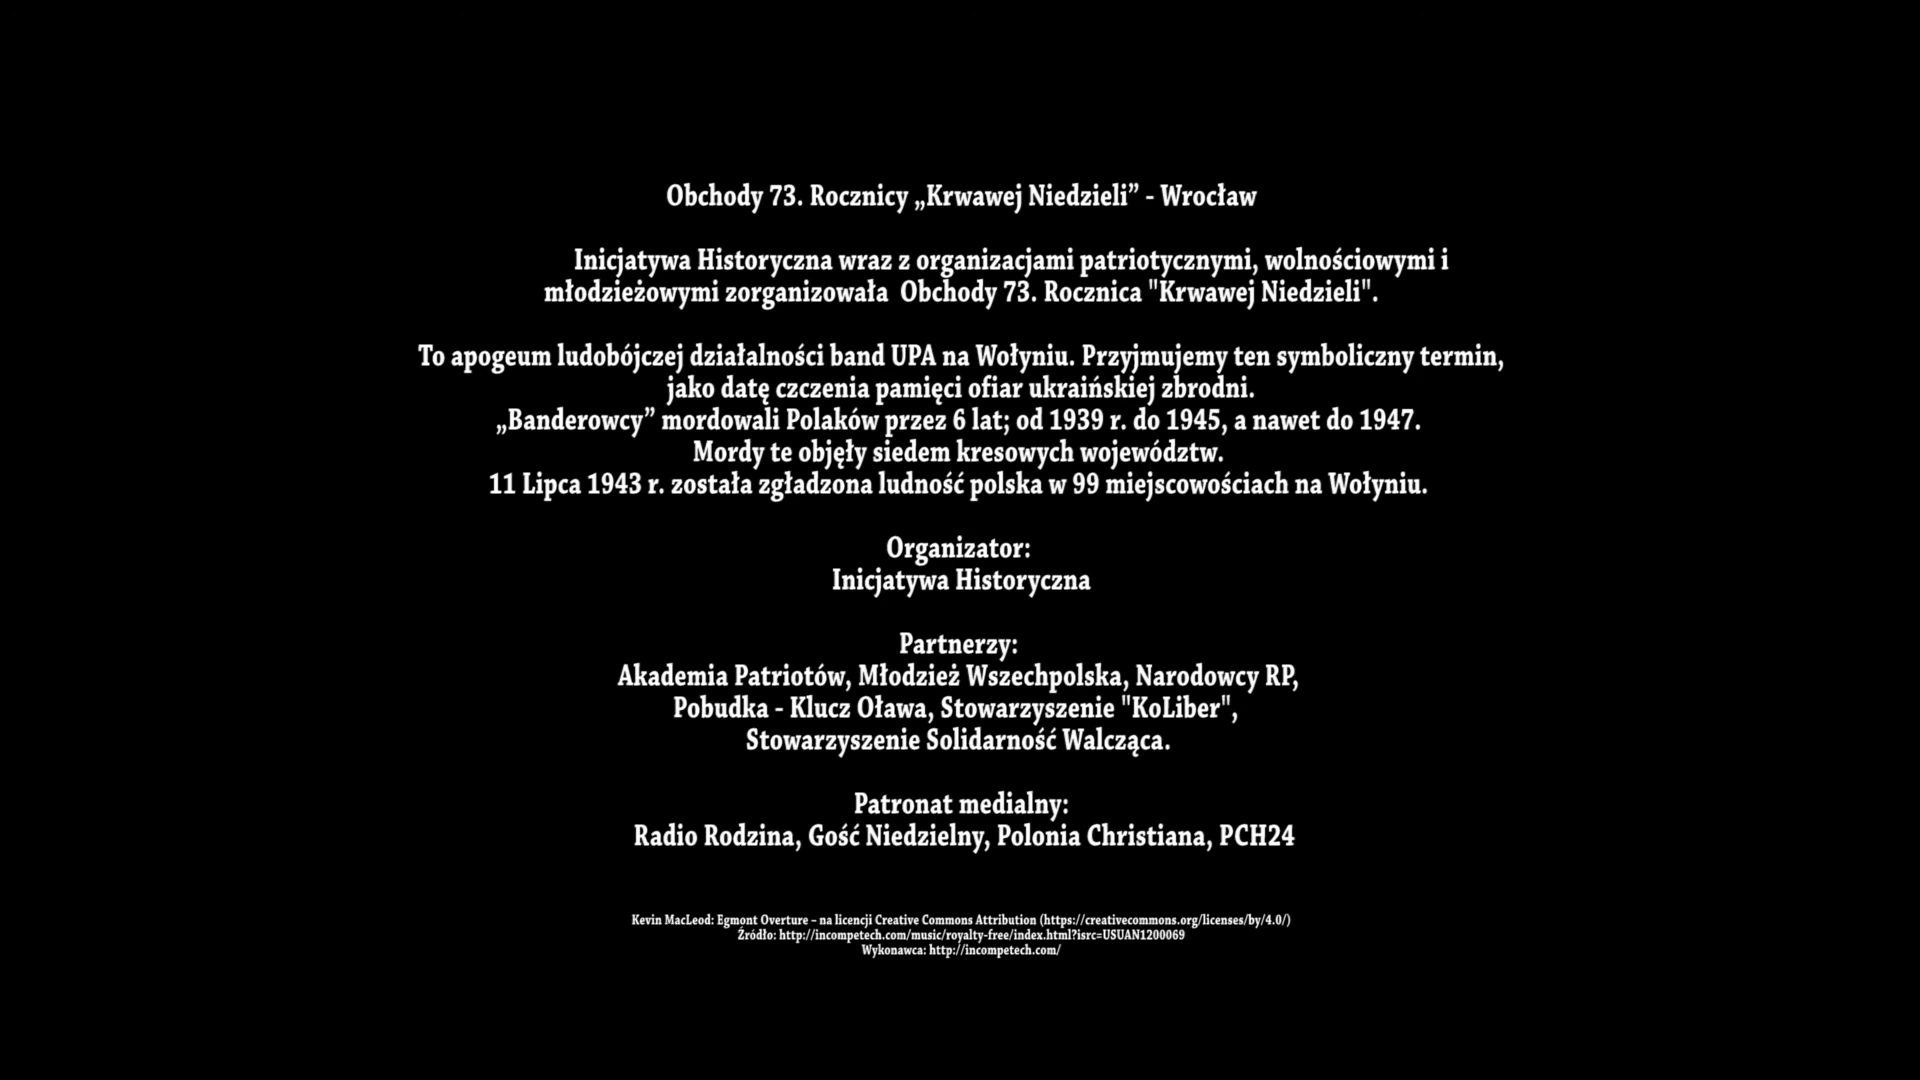 Obchody 73. Rocznicy „Krwawej Niedzieli” - Wrocław
Inicjatywa Historyczna wraz z organizacjami patriotycznymi, wolnościowymi i
młodzieżowymi zorganizowała  Obchody 73. Rocznica "Krwawej Niedzieli".
To apogeum ludobójczej działalności band UPA na Wołyniu. Przyjmujemy ten symboliczny termin,
jako datę czczenia pamięci ofiar ukraińskiej zbrodni.
„Banderowcy” mordowali Polaków przez 6 lat; od 1939 r. do 1945, a nawet do 1947.
Mordy te objęły siedem kresowych województw.
11 Lipca 1943 r. została zgładzona ludność polska w 99 miejscowościach na Wołyniu.
Organizator:
Inicjatywa Historyczna
Partnerzy:
Akademia Patriotów, Młodzież Wszechpolska, Narodowcy RP,
Pobudka - Klucz Oława, Stowarzyszenie "KoLiber",
Stowarzyszenie Solidarność Walcząca.
Patronat medialny:
Radio Rodzina, Gość Niedzielny, Polonia Christiana, PCH24
Kevin MacLeod: Egmont Overture – na licencji Creative Commons Attribution (https://creativecommons.org/licenses/by/4.0/)
Źródło: http://incompetech.com/music/royalty-free/index.html?isrc=USUAN1200069
Wykonawca: http://incompetech.com/